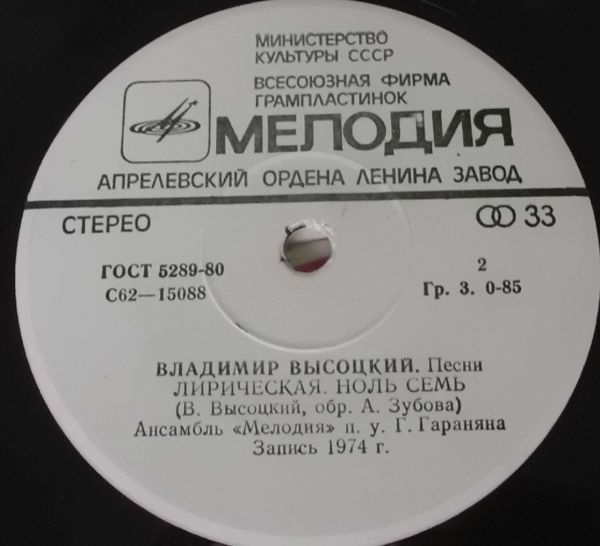 МИНИСТЕРСТВО
КУЛЬТУРЫ СССР
ВСЕСОЮЗНАЯ ФИРМА
ГРАМПЛАСТИНОК
МЕЛОДИЯ
АПРЕЛЕВСКИЙ ОРДЕНА ЛЕНИНА ЗАВОД
СТЕРЕО 33
ГОСТ 5289-80 2
С62—15088 Гр. 3. 0-85
ВЛАДИМИР ВЫСОЦКИЙ. Песни
ЛИРИЧЕСКАЯ. НОЛЬ СЕМЬ
(В. Высоцкий, обр. А. Зубова)
Ансамбль «Мелодия» п. у. Г. Гараняна
Запись 1974 г.